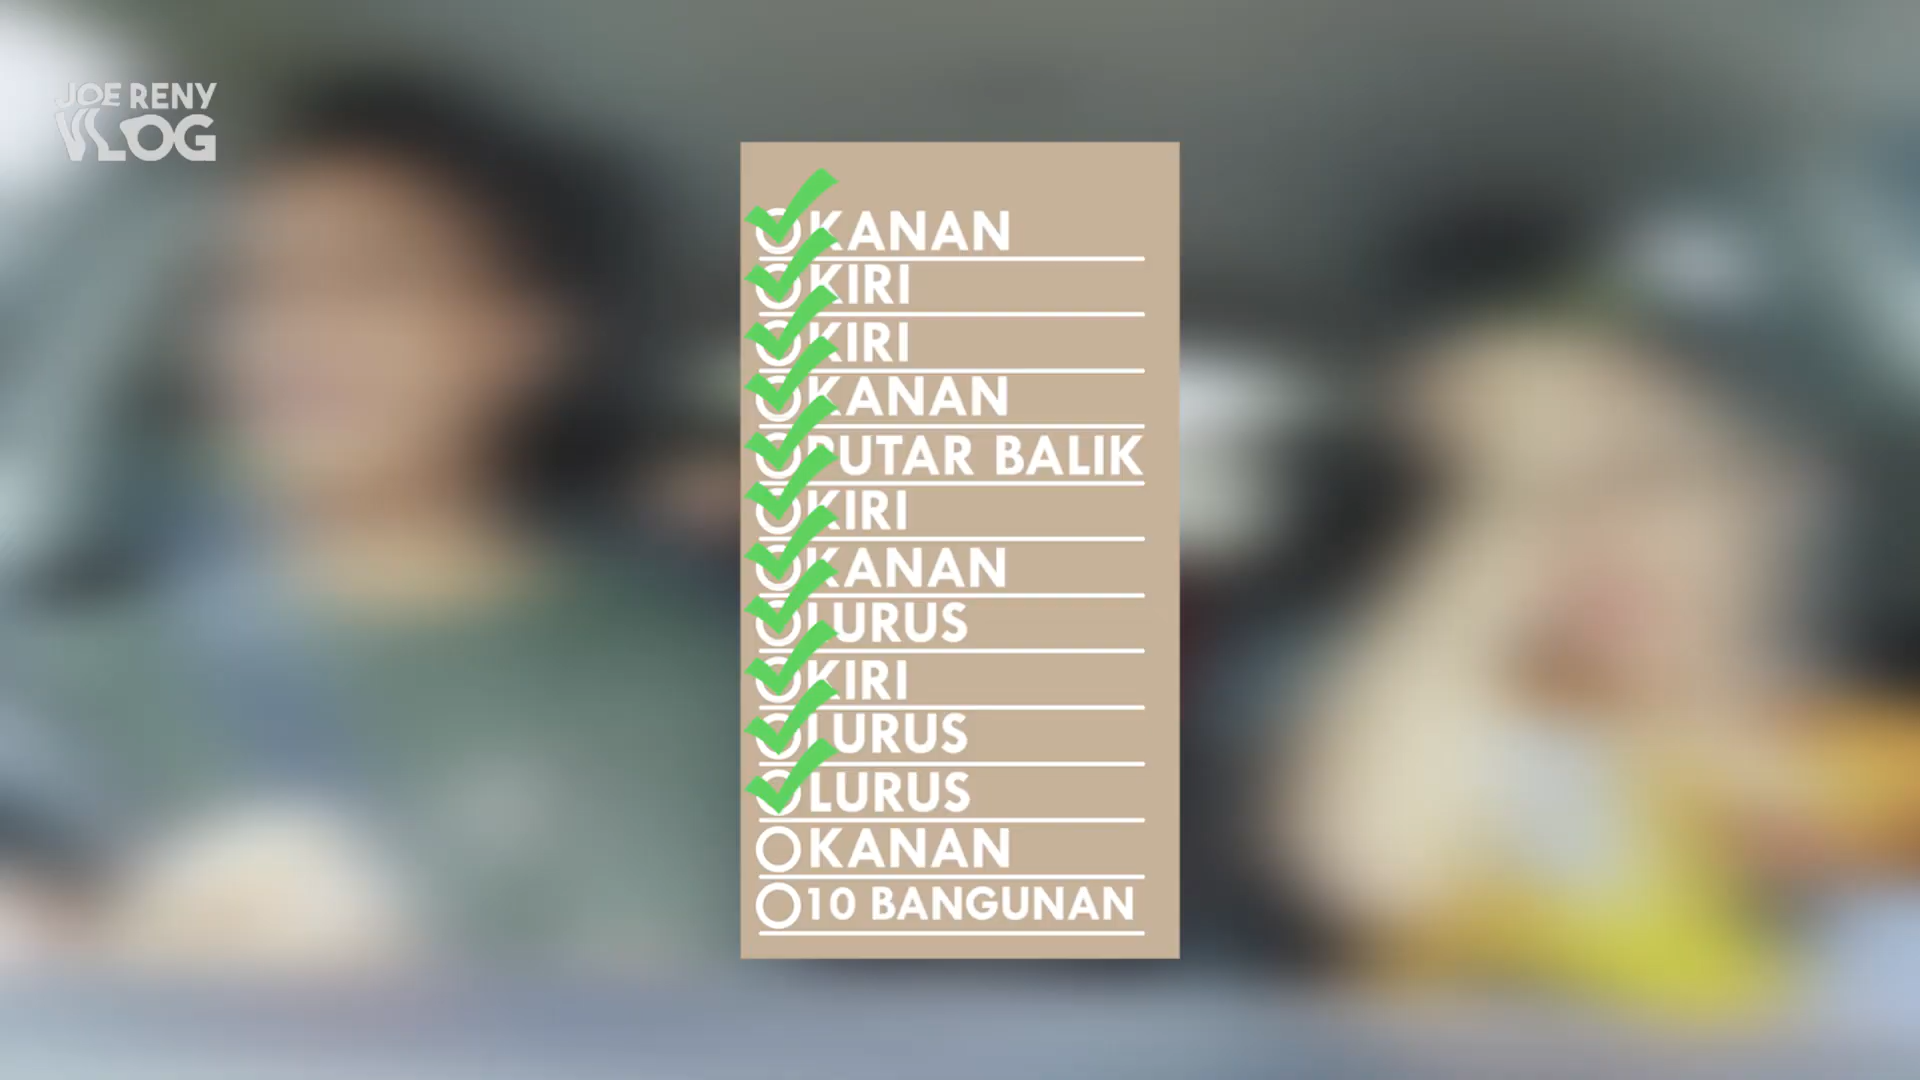 JOE RENY
VLOG
KANAN
KIRI
KIRI
KANAN
PUTAR BALIK
KIRI
KANAN
LURUS
KIRI
LURUS
LURUS
KANAN
10 BANGUNAN